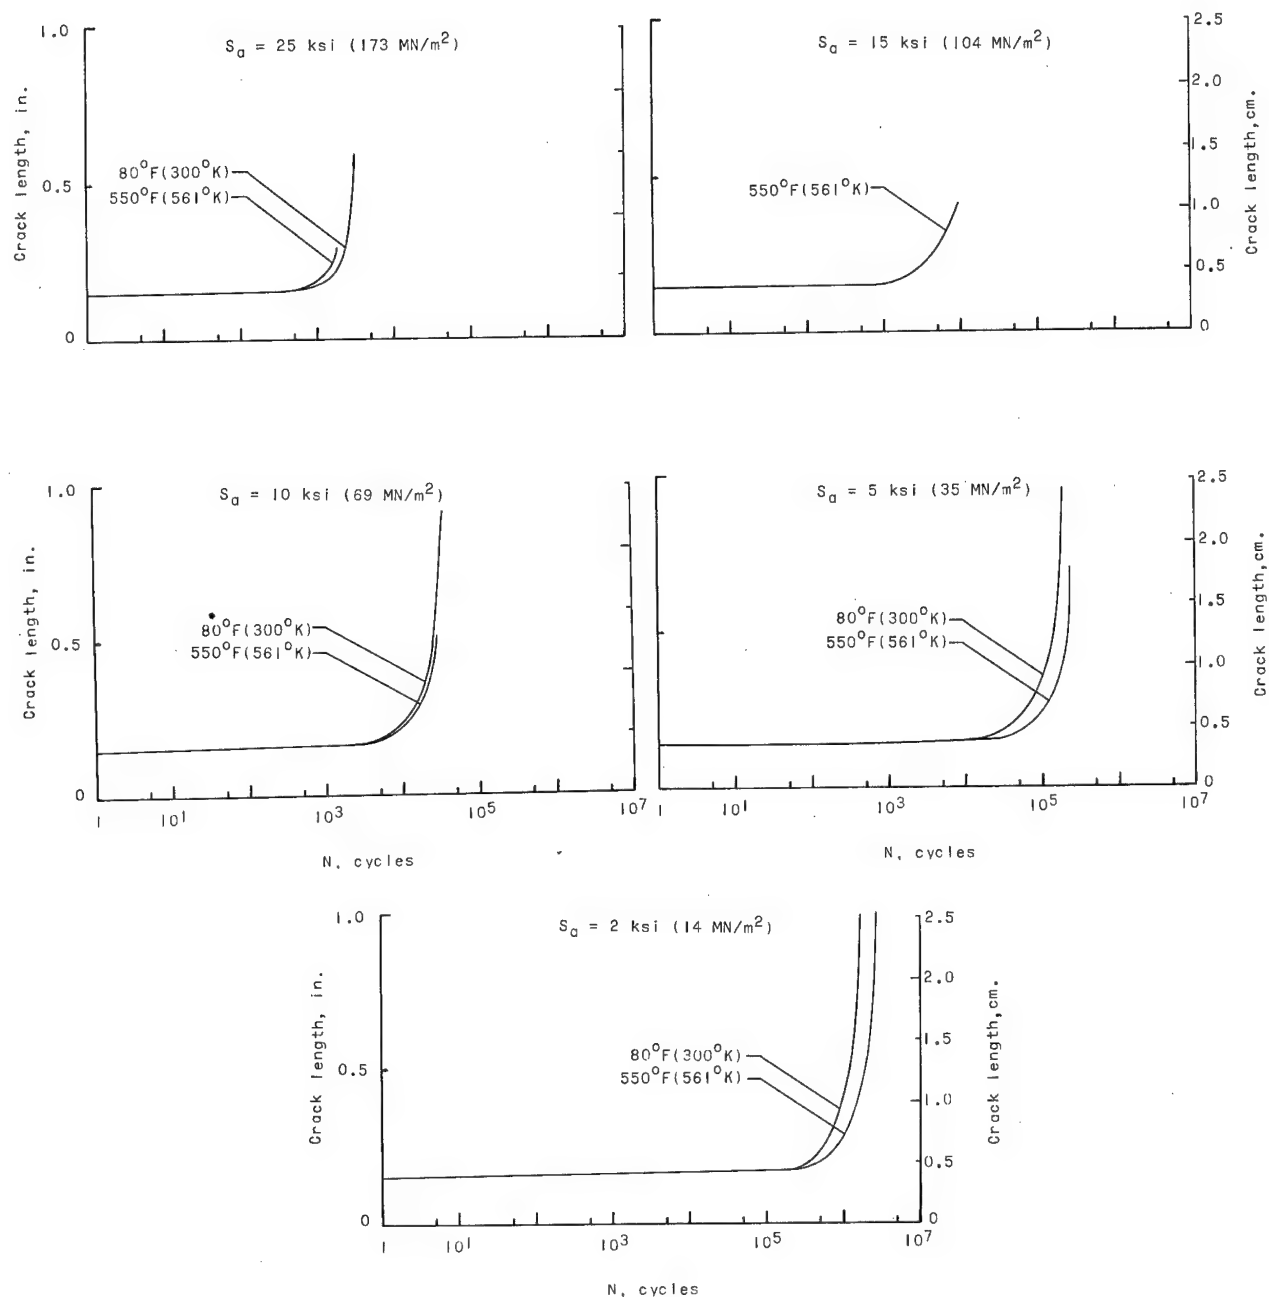 S_a = 25 ksi (173 MN/m²)
1.0
0.5
0
Crack length, in.
80°F(300°K)
550°F(561°K)
S_a = 15 ksi (104 MN/m²)
550°F(561°K)
2.5
2.0
1.5
1.0
0.5
0
Crack length,cm.
S_a = 10 ksi (69 MN/m²)
1.0
0.5
0
Crack length, in.
80°F(300°K)
550°F(561°K)
1 10¹ 10³ 10⁵ 10⁷
N, cycles
S_a = 5 ksi (35 MN/m²)
80°F(300°K)
550°F(561°K)
2.5
2.0
1.5
1.0
0.5
0
Crack length,cm.
1 10¹ 10³ 10⁵ 10⁷
N, cycles
S_a = 2 ksi (14 MN/m²)
1.0
0.5
0
Crack length, in.
80°F(300°K)
550°F(561°K)
2.5
2.0
1.5
1.0
0.5
0
Crack length,cm.
1 10¹ 10³ 10⁵ 10⁷
N, cycles